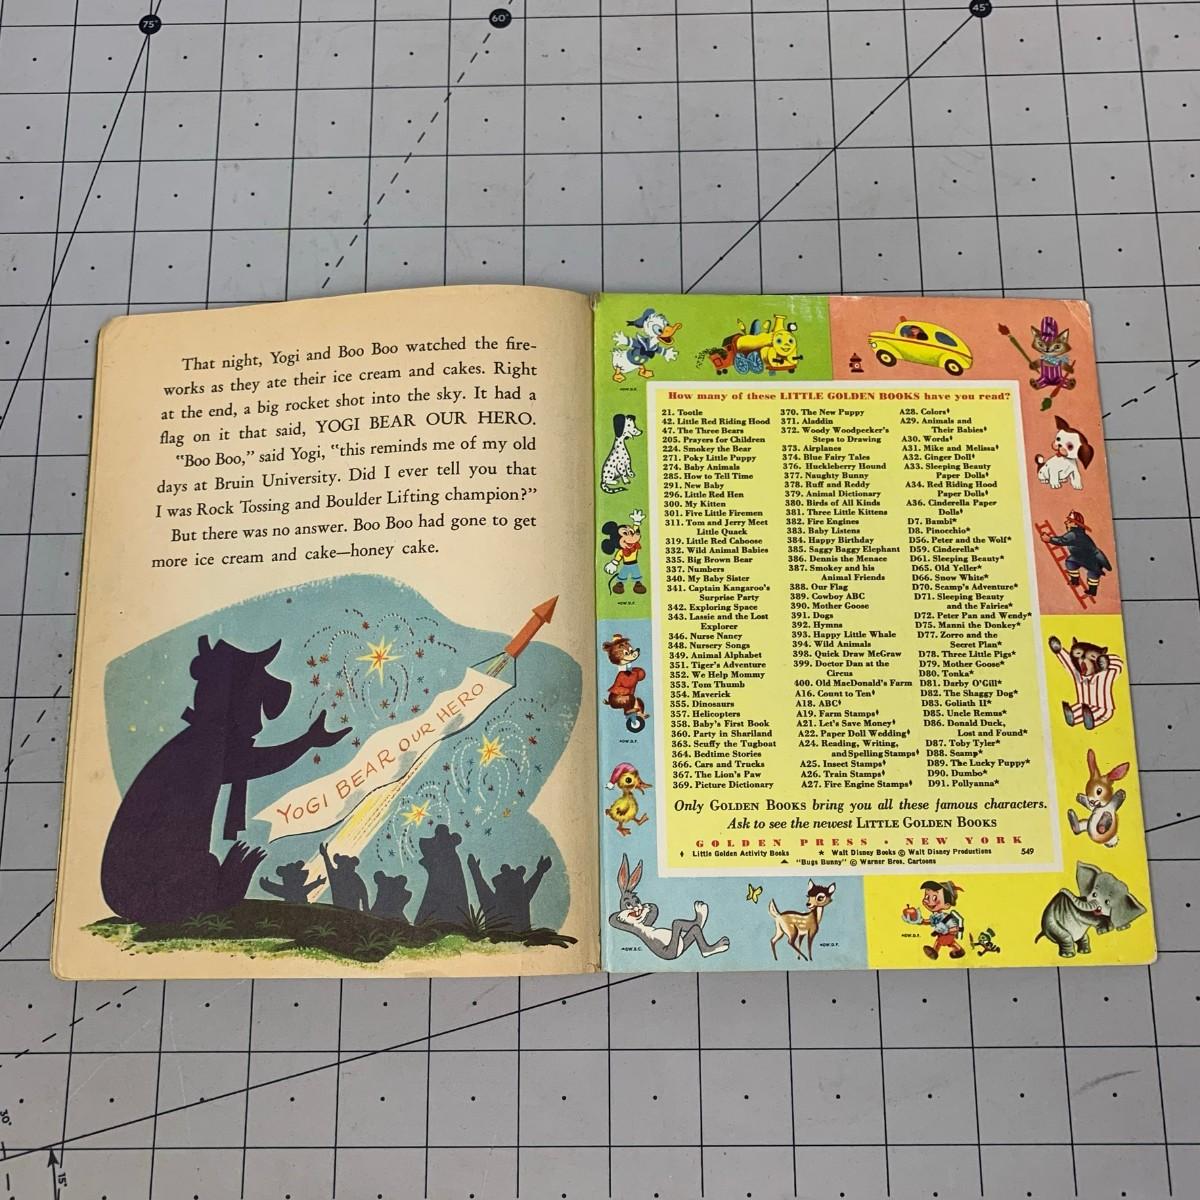 75°
60°
45°
That night, Yogi and Boo Boo watched the fire-
works as they ate their ice cream and cakes. Right
at the end, a big rocket shot into the sky. It had a
flag on it that said, YOGI BEAR OUR HERO.
"Boo Boo," said Yogi, "this reminds me of my old
days at Bruin University. Did I ever tell you that
I was Rock Tossing and Boulder Lifting champion?"
But there was no answer. Boo Boo had gone to get
more ice cream and cake—honey cake.
YOGI BEAR OUR HERO
How many of these LITTLE GOLDEN BOOKS have you read?
21. Tootle
42. Little Red Riding Hood
47. The Three Bears
205. Prayers for Children
224. Smokey the Bear
271. Poky Little Puppy
274. Baby Animals
285. How to Tell Time
291. New Baby
296. Little Red Hen
300. My Kitten
301. Five Little Firemen
311. Tom and Jerry Meet
Little Quack
319. Little Red Caboose
332. Wild Animal Babies
335. Big Brown Bear
337. Numbers
340. My Baby Sister
341. Captain Kangaroo's
Surprise Party
342. Exploring Space
343. Lassie and the Lost
Explorer
346. Nurse Nancy
348. Nursery Songs
349. Animal Alphabet
351. Tiger's Adventure
352. We Help Mommy
353. Tom Thumb
354. Maverick
355. Dinosaurs
357. Helicopters
358. Baby's First Book
360. Party in Shariland
363. Scuffy the Tugboat
364. Bedtime Stories
366. Cars and Trucks
367. The Lion's Paw
369. Picture Dictionary
370. The New Puppy
371. Aladdin
372. Woody Woodpecker's
Steps to Drawing
373. Airplanes
374. Blue Fairy Tales
376. Huckleberry Hound
377. Naughty Bunny
378. Ruff and Reddy
379. Animal Dictionary
380. Birds of All Kinds
381. Three Little Kittens
382. Fire Engines
383. Baby Listens
384. Happy Birthday
385. Saggy Baggy Elephant
386. Dennis the Menace
387. Smokey and his
Animal Friends
388. Our Flag
389. Cowboy ABC
390. Mother Goose
391. Dogs
392. Hymns
393. Happy Little Whale
394. Wild Animals
398. Quick Draw McGraw
399. Doctor Dan at the
Circus
400. Old MacDonald's Farm
A16. Count to Ten♦
A18. ABC♦
A19. Farm Stamps♦
A21. Let's Save Money♦
A22. Paper Doll Wedding♦
A24. Reading, Writing,
and Spelling Stamps♦
A25. Insect Stamps♦
A26. Train Stamps♦
A27. Fire Engine Stamps♦
A28. Colors♦
A29. Animals and
Their Babies♦
A30. Words♦
A31. Mike and Melissa♦
A32. Ginger Doll♦
A33. Sleeping Beauty
Paper Dolls♦
A34. Red Riding Hood
Paper Dolls♦
A36. Cinderella Paper
Dolls♦
D7. Bambi*
D8. Pinocchio*
D56. Peter and the Wolf*
D59. Cinderella*
D61. Sleeping Beauty*
D65. Old Yeller*
D66. Snow White*
D70. Scamp's Adventure*
D71. Sleeping Beauty
and the Fairies*
D72. Peter Pan and Wendy*
D75. Manni the Donkey*
D77. Zorro and the
Secret Plan*
D78. Three Little Pigs*
D79. Mother Goose*
D80. Tonka*
D81. Darby O'Gill*
D82. The Shaggy Dog*
D83. Goliath II*
D85. Uncle Remus*
D86. Donald Duck,
Lost and Found*
D87. Toby Tyler*
D88. Scamp*
D89. The Lucky Puppy*
D90. Dumbo*
D91. Pollyanna*
Only GOLDEN BOOKS bring you all these famous characters.
Ask to see the newest LITTLE GOLDEN BOOKS
GOLDEN PRESS • NEW YORK
♦ Little Golden Activity Books * Walt Disney Books © Walt Disney Productions 549
▲ "Bugs Bunny" © Warner Bros. Cartoons
30°
15°